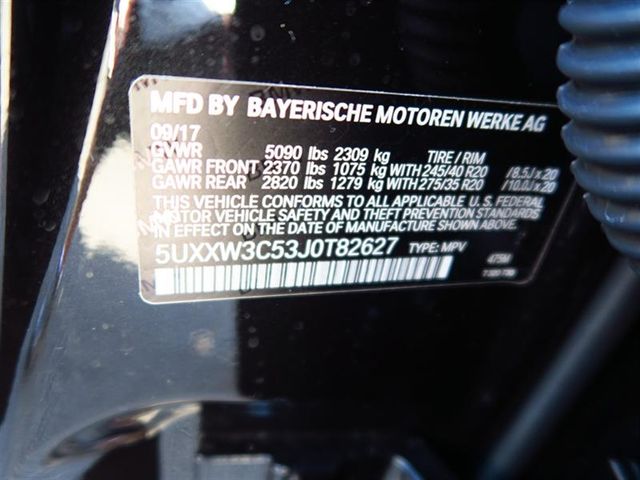 MFD BY BAYERISCHE MOTOREN WERKE AG
09/17
GVWR 5090 lbs 2309 kg TIRE / RIM
GAWR FRONT 2370 lbs 1075 kg WITH 245/40 R20 / 8.5J x 20
GAWR REAR 2820 lbs 1279 kg WITH 275/35 R20 / 10.0J x 20
THIS VEHICLE CONFORMS TO ALL APPLICABLE U. S. FEDERAL
MOTOR VEHICLE SAFETY AND THEFT PREVENTION STANDARDS
IN EFFECT ON THE DATE OF MANUFACTURE SHOWN ABOVE.
5UXXW3C53J0T82627 TYPE: MPV 475M